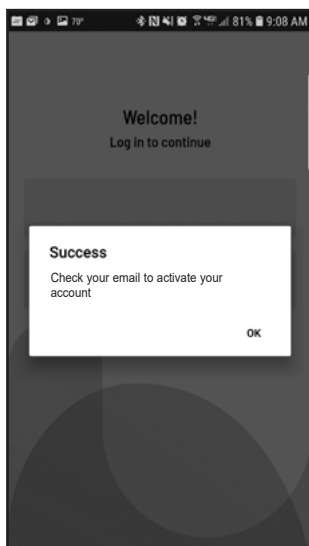 70° 81% 9:08 AM
Welcome!
Log in to continue
Success
Check your email to activate your
account
OK